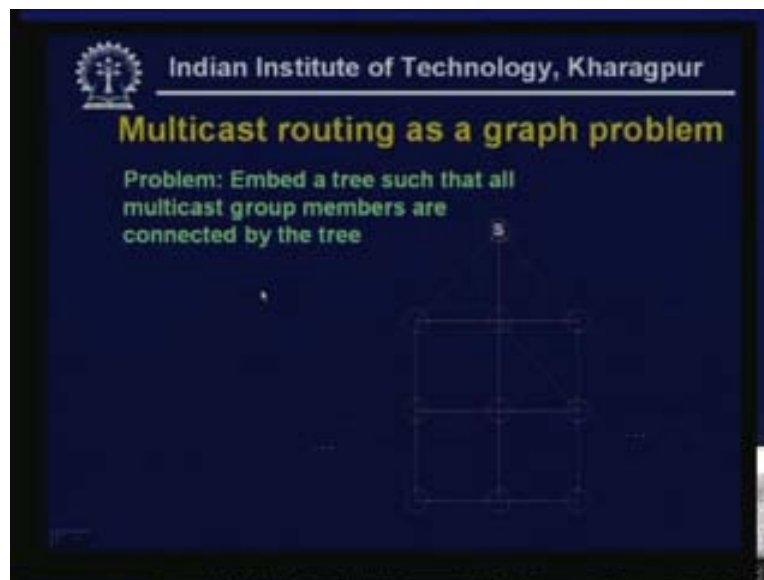 Indian Institute of Technology, Kharagpur
Multicast routing as a graph problem
Problem: Embed a tree such that all
multicast group members are
connected by the tree
S